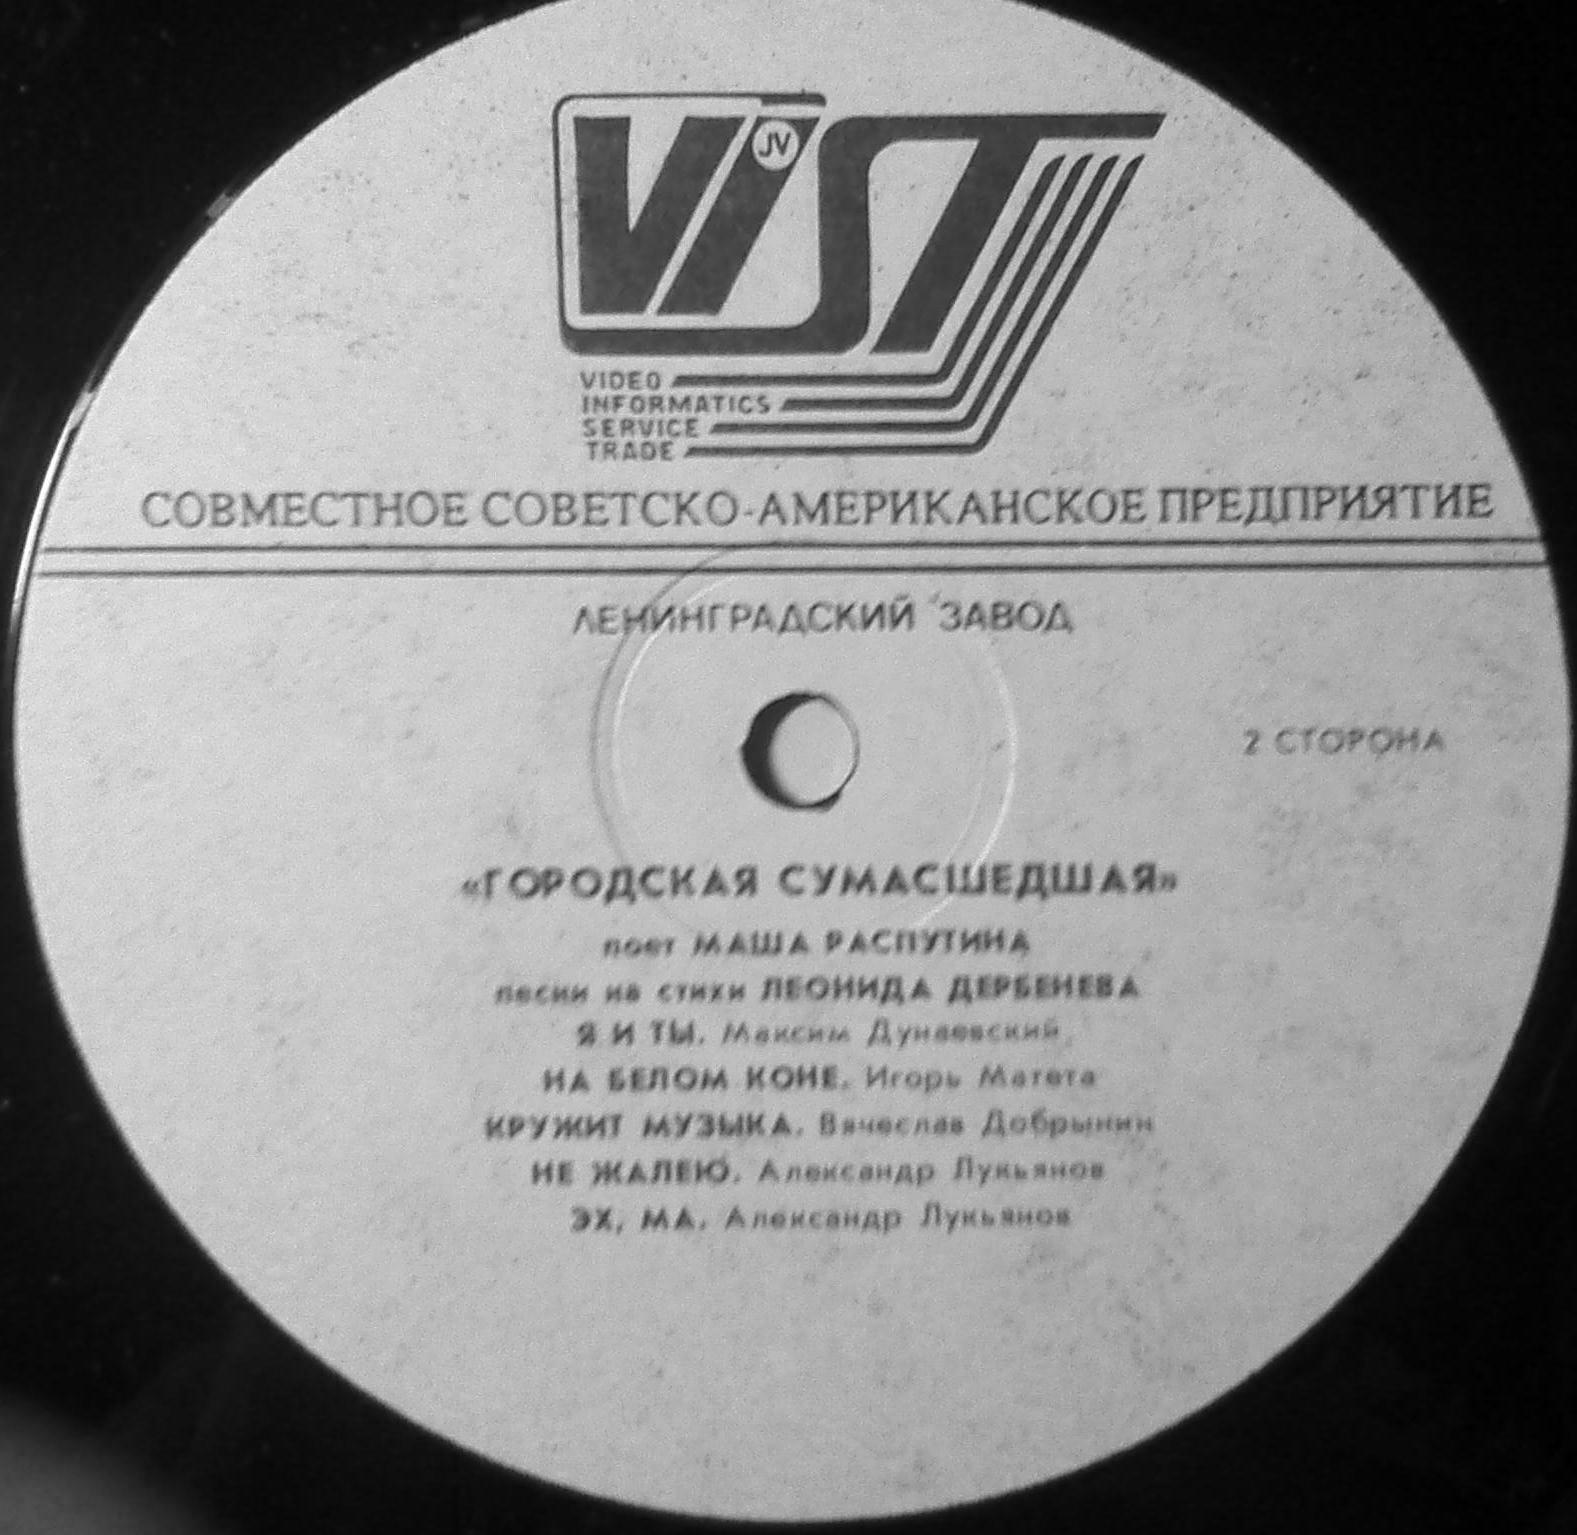 ViST
JV
VIDEO
INFORMATICS
SERVICE
TRADE
СОВМЕСТНОЕ СОВЕТСКО-АМЕРИКАНСКОЕ ПРЕДПРИЯТИЕ
ЛЕНИНГРАДСКИЙ ЗАВОД
2 СТОРОНА
«ГОРОДСКАЯ СУМАСШЕДШАЯ»
поет МАША РАСПУТИНА
песни на стихи ЛЕОНИДА ДЕРБЕНЕВА
Я И ТЫ. Максим Дунаевский
НА БЕЛОМ КОНЕ. Игорь Матета
КРУЖИТ МУЗЫКА. Вячеслав Добрынин
НЕ ЖАЛЕЮ. Александр Лукьянов
ЭХ, МА. Александр Лукьянов